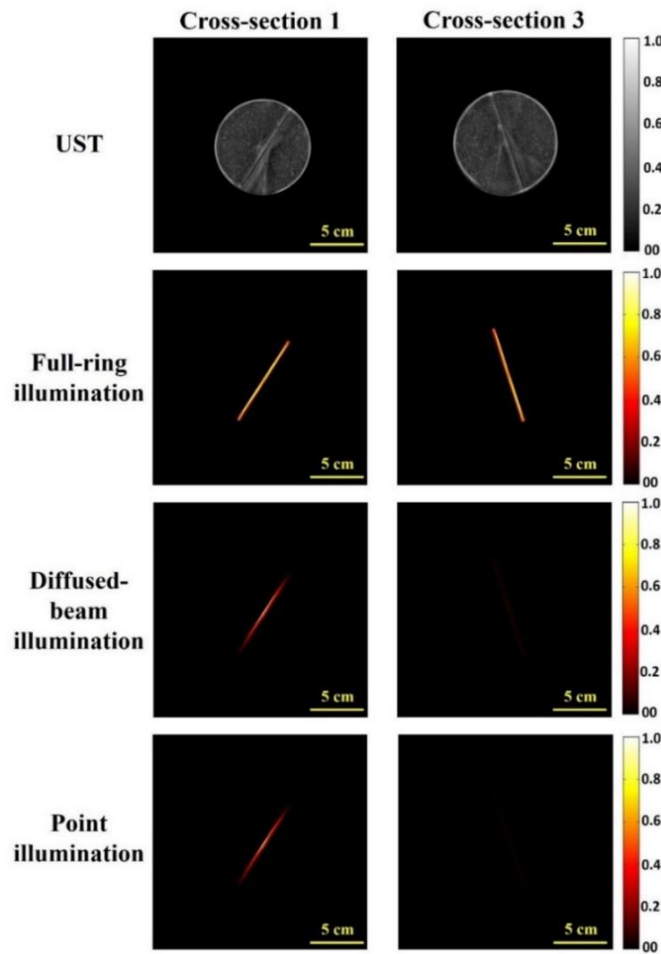 Cross-section 1
Cross-section 3
UST
5 cm
5 cm
1.0
0.8
0.6
0.4
0.2
00
Full-ring
illumination
5 cm
5 cm
1.0
0.8
0.6
0.4
0.2
00
Diffused-
beam
illumination
5 cm
5 cm
1.0
0.8
0.6
0.4
0.2
00
Point
illumination
5 cm
5 cm
1.0
0.8
0.6
0.4
0.2
00